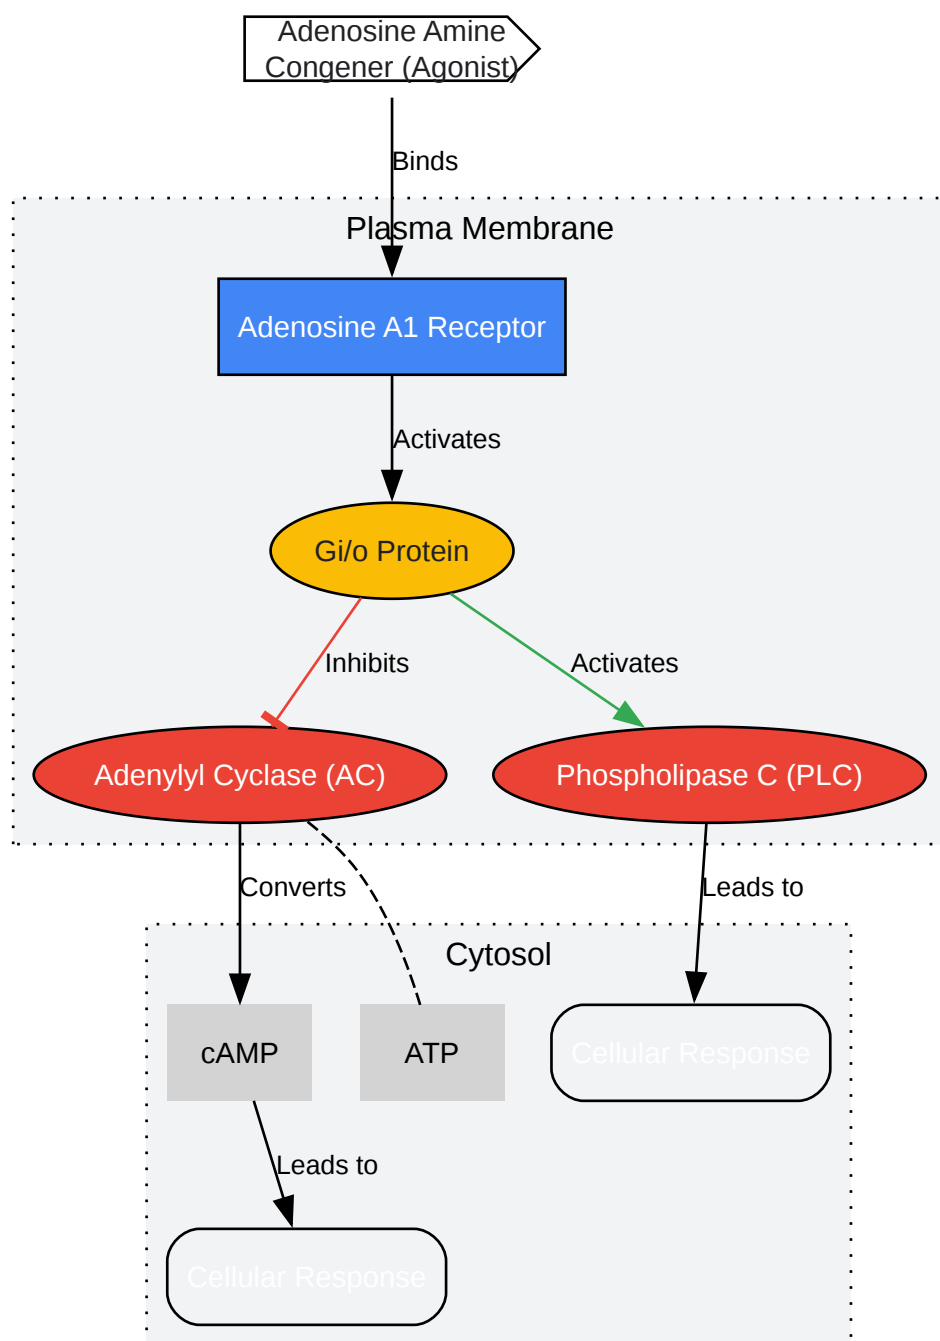 Adenosine Amine
Congener (Agonist)
Binds
Plasma Membrane
Adenosine A1 Receptor
Activates
Gi/o Protein
Inhibits
Activates
Adenylyl Cyclase (AC)
Phospholipase C (PLC)
Converts
Leads to
Cytosol
cAMP
ATP
Cellular Response
Leads to
Cellular Response